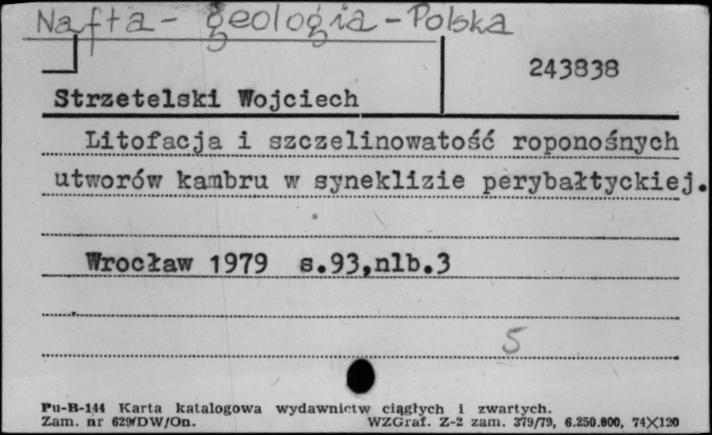 Nafta - geologia - Polska
243838
Strzetelski Wojciech
Litofacja i szczelinowatość roponośnych
utworów kambru w syneklizie perybałtyckiej.
Wrocław 1979 s.93,nlb.3
5
Pu-B-144 Karta katalogowa wydawnictw ciągłych i zwartych.
Zam. nr 629/DW/On. WZGraf. Z-2 zam. 379/79, 6.250.000, 74X120